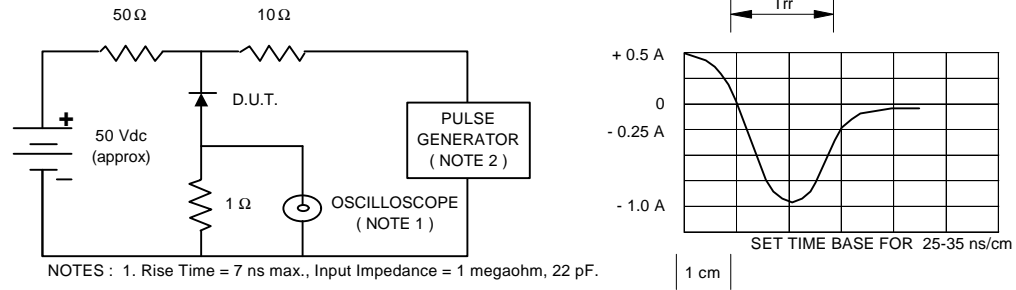 50 Ω
10 Ω
Trr
+ 0.5 A
D.U.T.
0
+
50 Vdc
(approx)
PULSE
GENERATOR
( NOTE 2 )
- 0.25 A
1 Ω
OSCILLOSCOPE
( NOTE 1 )
- 1.0 A
SET TIME BASE FOR 25-35 ns/cm
NOTES : 1. Rise Time = 7 ns max., Input Impedance = 1 megaohm, 22 pF.
1 cm